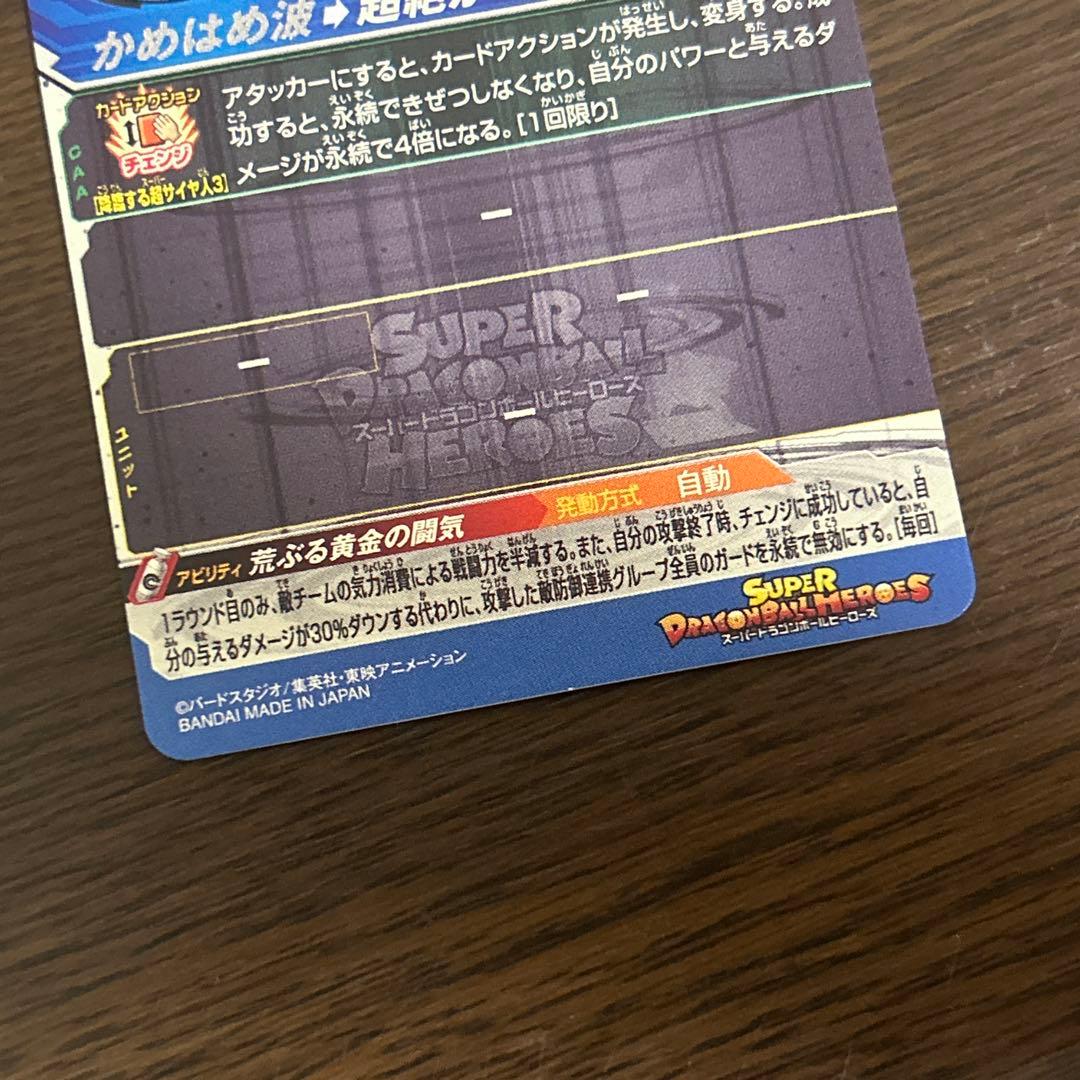 かめはめ波➡超絶
カードアクション
チェンジ
CAA
[降臨する超サイヤ人3]
アタッカーにすると、カードアクションが発生し、変身する。成
功すると、永続できぜつしなくなり、自分のパワーと与えるダ
メージが永続で4倍になる。[1回限り]
ー
ー
ー
ー
SUPER
DRAGONBALL
スーパードラゴンボールヒーローズ
HEROES
ユニット
アビリティ 荒ぶる黄金の闘気 発動方式 自動
1ラウンド目のみ、敵チームの気力消費による戦闘力を半減する。また、自分の攻撃終了時、チェンジに成功していると、自
分の与えるダメージが30%ダウンする代わりに、攻撃した敵防御連携グループ全員のガードを永続で無効にする。[毎回]
SUPER
DRAGONBALL HEROES
スーパードラゴンボールヒーローズ
©バードスタジオ/集英社・東映アニメーション
BANDAI MADE IN JAPAN